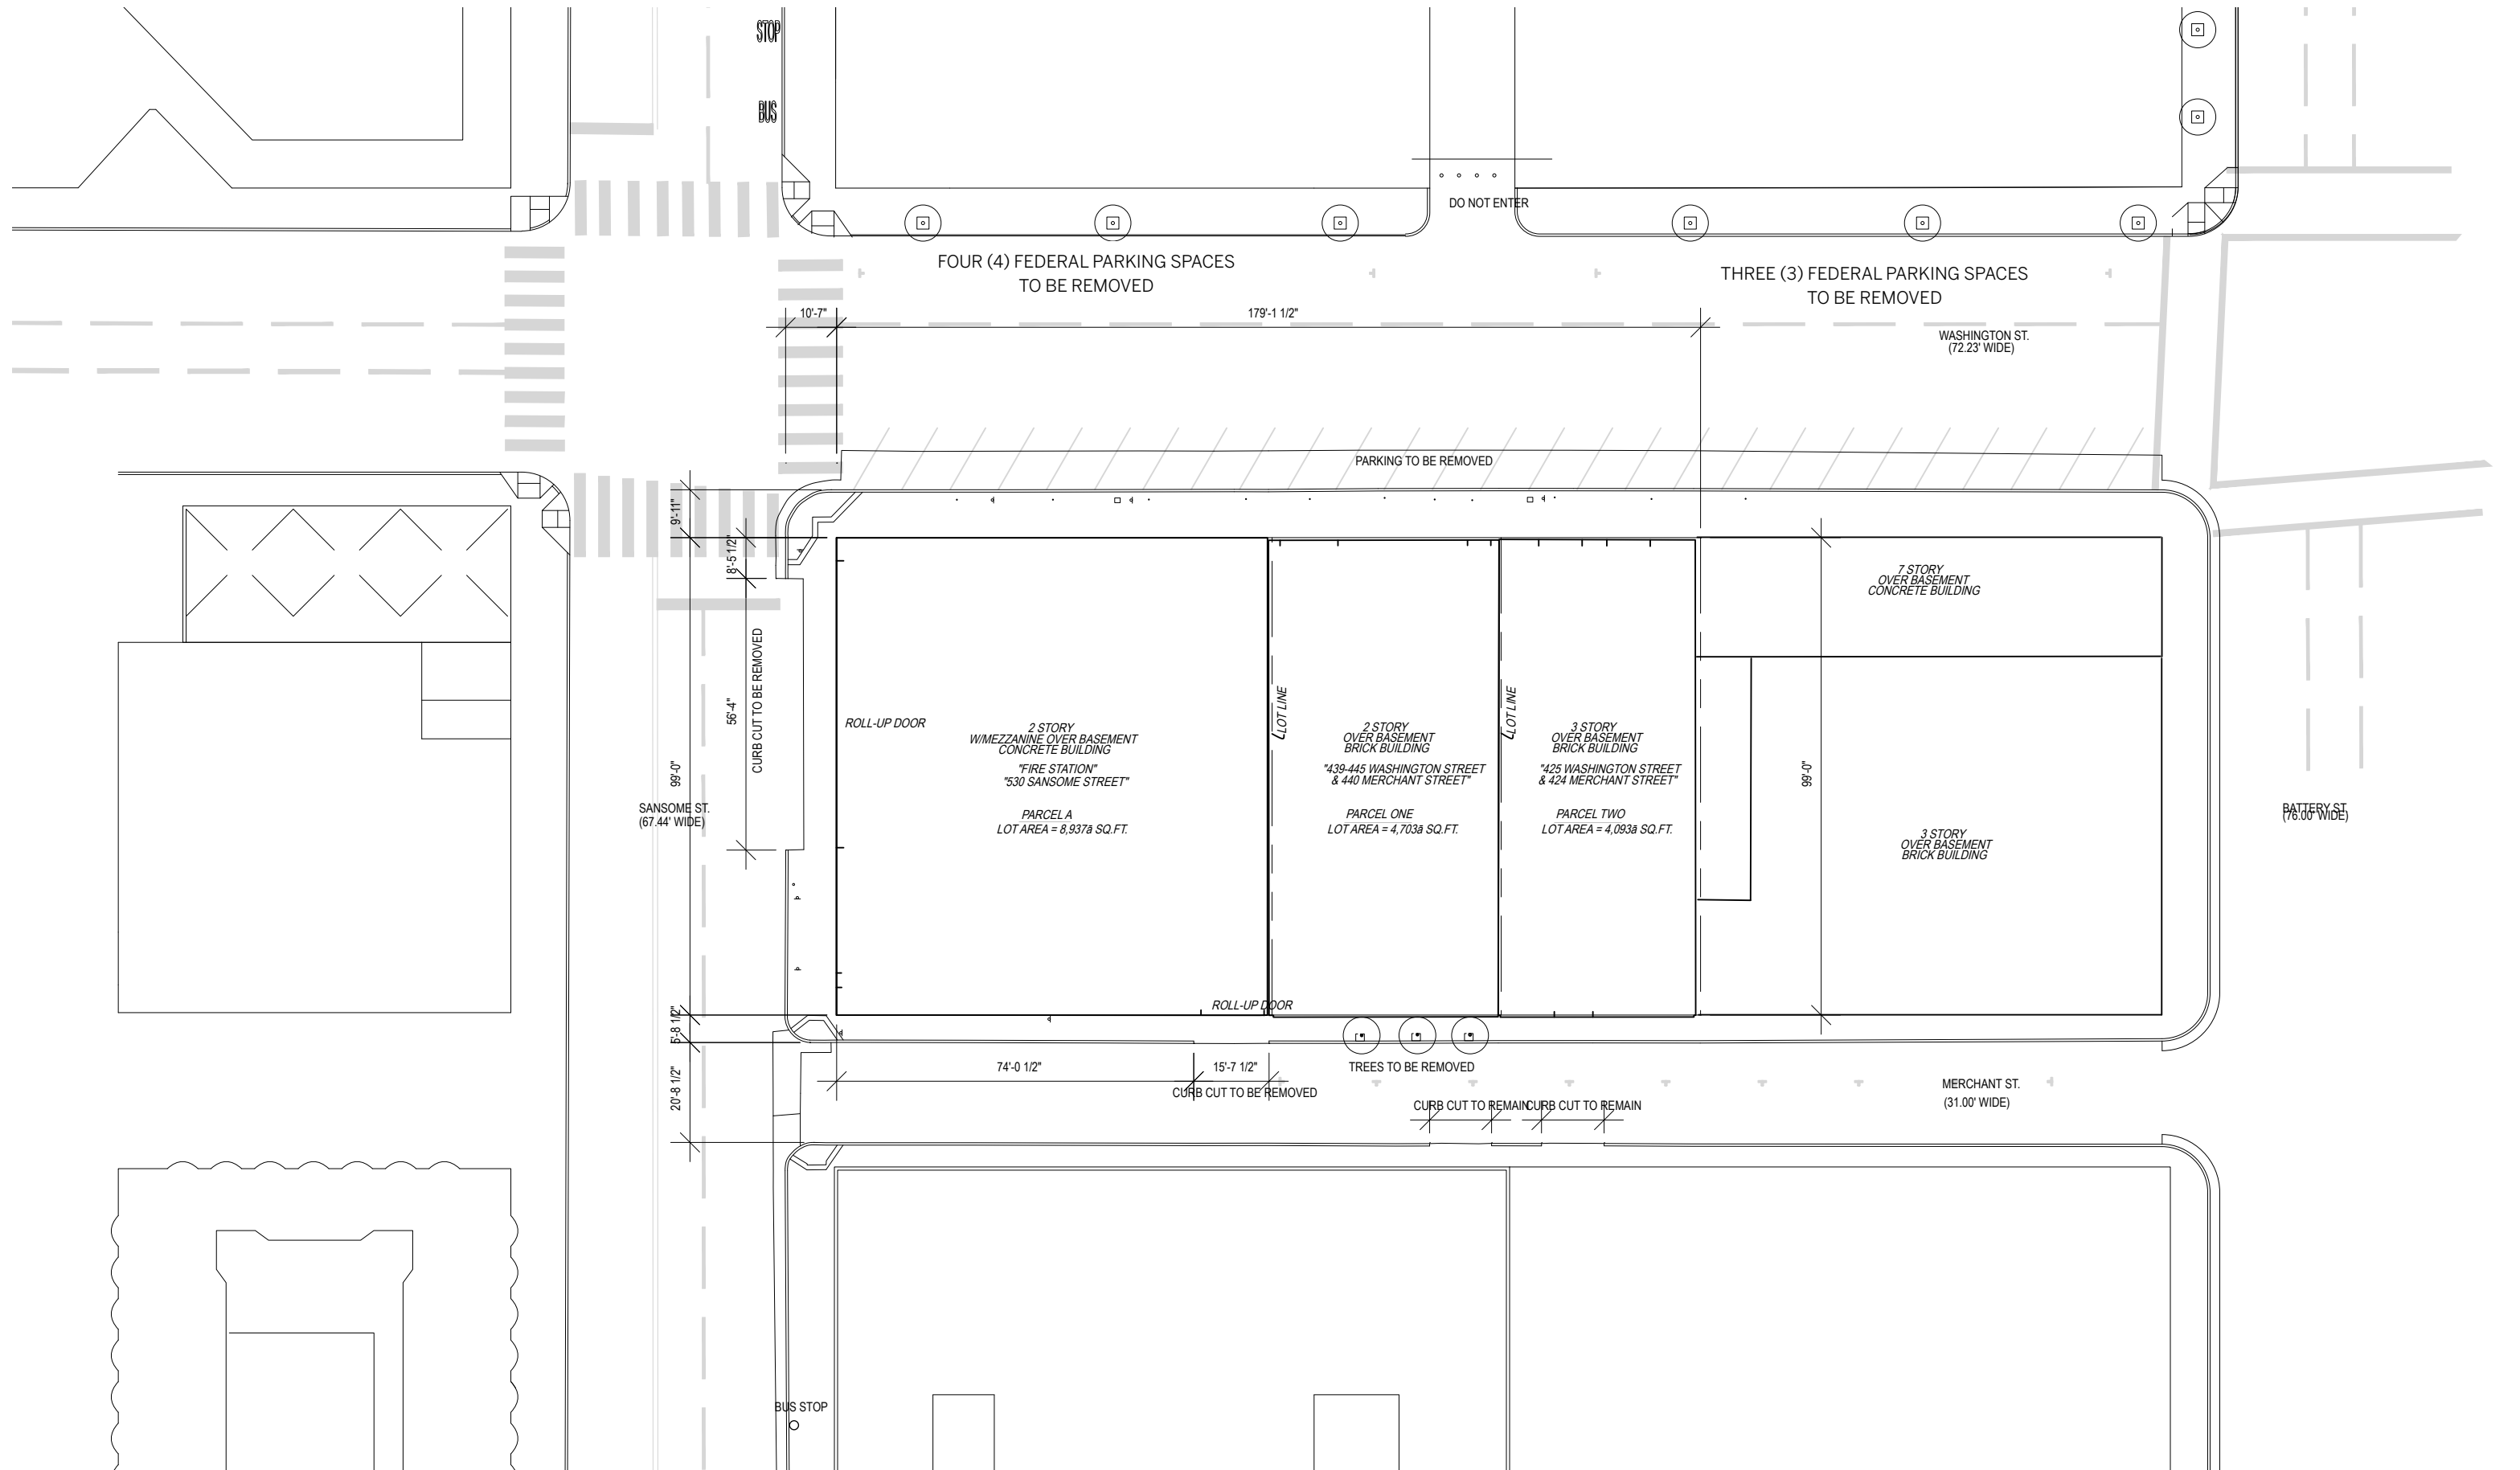 STOP
BUS
DO NOT ENTER
FOUR (4) FEDERAL PARKING SPACES
TO BE REMOVED
THREE (3) FEDERAL PARKING SPACES
TO BE REMOVED
10'-7"
179'-1 1/2"
WASHINGTON ST.
(72.23' WIDE)
PARKING TO BE REMOVED
9'-11"
8'-5 1/2"
7 STORY
OVER BASEMENT
CONCRETE BUILDING
56'-4"
CURB CUT TO BE REMOVED
ROLL-UP DOOR
2 STORY
W/MEZZANINE OVER BASEMENT
CONCRETE BUILDING
"FIRE STATION"
"530 SANSOME STREET"
PARCEL A
LOT AREA = 8,937ã SQ.FT.
LOT LINE
2 STORY
OVER BASEMENT
BRICK BUILDING
"439-445 WASHINGTON STREET
& 440 MERCHANT STREET"
PARCEL ONE
LOT AREA = 4,703ã SQ.FT.
LOT LINE
3 STORY
OVER BASEMENT
BRICK BUILDING
"425 WASHINGTON STREET
& 424 MERCHANT STREET"
PARCEL TWO
LOT AREA = 4,093ã SQ.FT.
99'-0"
99'-0"
SANSOME ST.
(67.44' WIDE)
BATTERY ST.
(76.00' WIDE)
3 STORY
OVER BASEMENT
BRICK BUILDING
ROLL-UP DOOR
5'-8 1/2"
20'-8 1/2"
74'-0 1/2"
15'-7 1/2"
CURB CUT TO BE REMOVED
TREES TO BE REMOVED
CURB CUT TO REMAIN
CURB CUT TO REMAIN
MERCHANT ST.
(31.00' WIDE)
BUS STOP